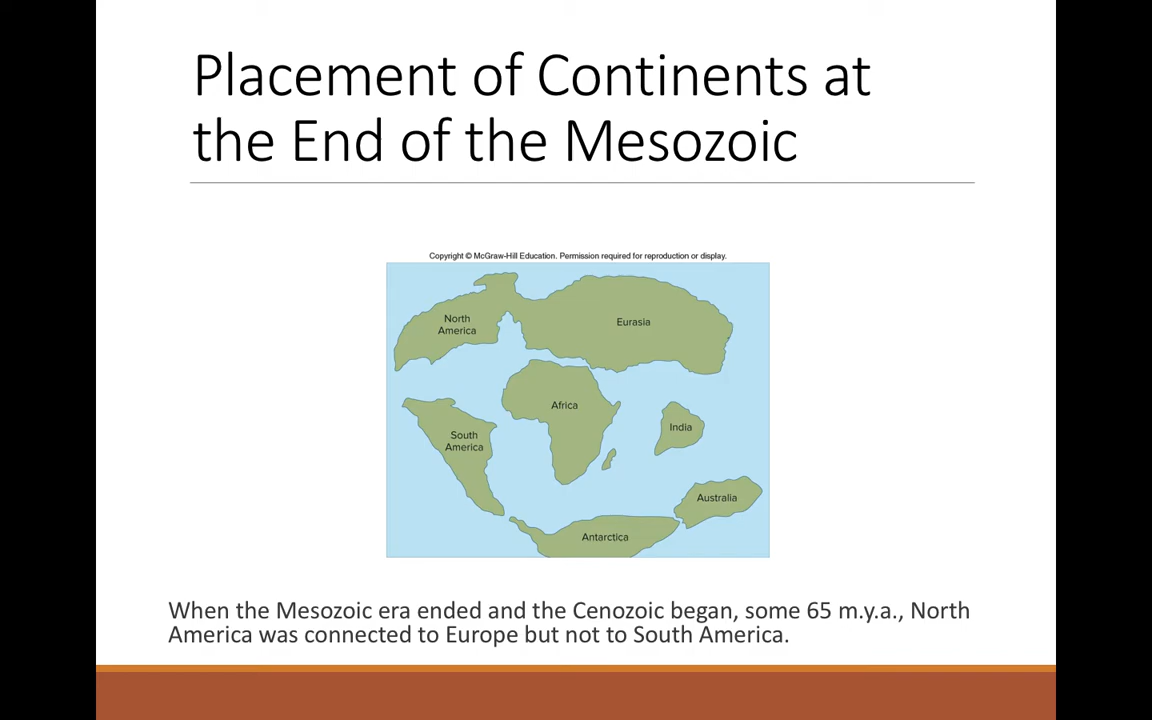 Placement of Continents at
the End of the Mesozoic
Copyright © McGraw-Hill Education. Permission required for reproduction or display.
North
America
Eurasia
Africa
India
South
America
Australia
Antarctica
When the Mesozoic era ended and the Cenozoic began, some 65 m.y.a., North
America was connected to Europe but not to South America.